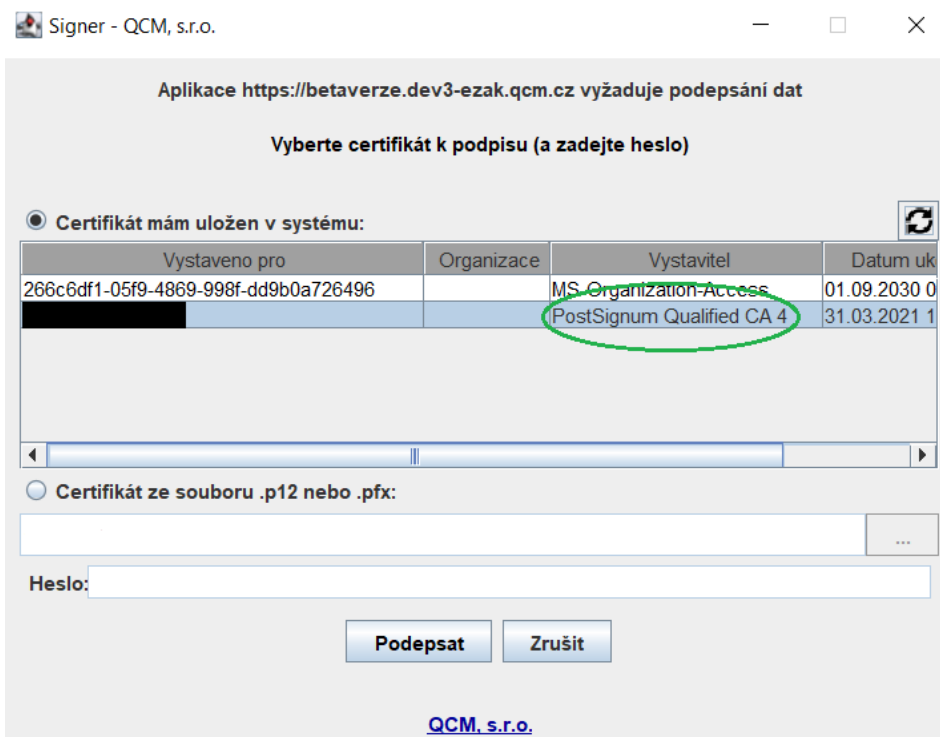 Signer - QCM, s.r.o.
Aplikace https://betaverze.dev3-ezak.qcm.cz vyžaduje podepsání dat
Vyberte certifikát k podpisu (a zadejte heslo)
Certifikát mám uložen v systému:
Vystaveno pro Organizace Vystavitel Datum uk
266c6df1-05f9-4869-998f-dd9b0a726496 MS-Organization-Access 01.09.2030 0
PostSignum Qualified CA 4 31.03.2021 1
Certifikát ze souboru .p12 nebo .pfx:
...
Heslo:
Podepsat Zrušit
QCM, s.r.o.